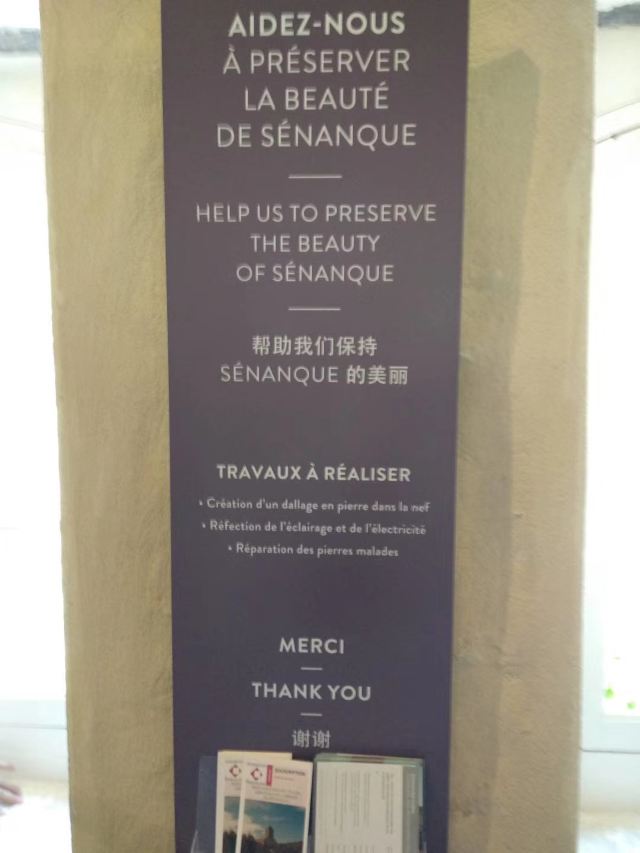 AIDEZ-NOUS
À PRÉSERVER
LA BEAUTÉ
DE SÉNANQUE
HELP US TO PRESERVE
THE BEAUTY
OF SÉNANQUE
帮助我们保持
SÉNANQUE 的美丽
TRAVAUX À RÉALISER
• Création d'un dallage en pierre dans la nef
• Réfection de l'éclairage et de l'électricité
• Réparation des pierres malades
MERCI
THANK YOU
谢谢
SOUSCRIPTION